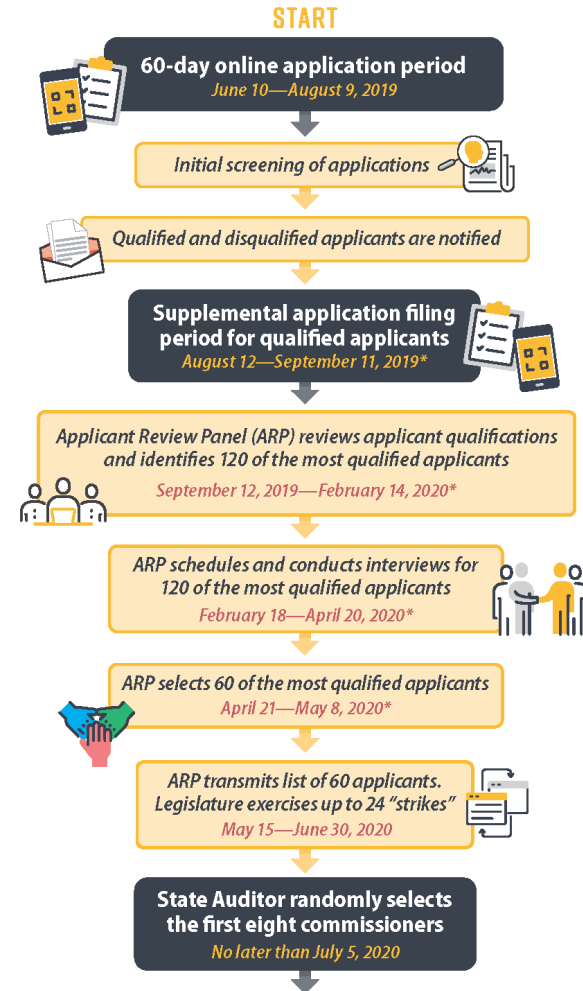 START
60-day online application period
June 10—August 9, 2019
Initial screening of applications
Qualified and disqualified applicants are notified
Supplemental application filing
period for qualified applicants
August 12—September 11, 2019*
Applicant Review Panel (ARP) reviews applicant qualifications
and identifies 120 of the most qualified applicants
September 12, 2019—February 14, 2020*
ARP schedules and conducts interviews for
120 of the most qualified applicants
February 18—April 20, 2020*
ARP selects 60 of the most qualified applicants
April 21—May 8, 2020*
ARP transmits list of 60 applicants.
Legislature exercises up to 24 “strikes”
May 15—June 30, 2020
State Auditor randomly selects
the first eight commissioners
No later than July 5, 2020